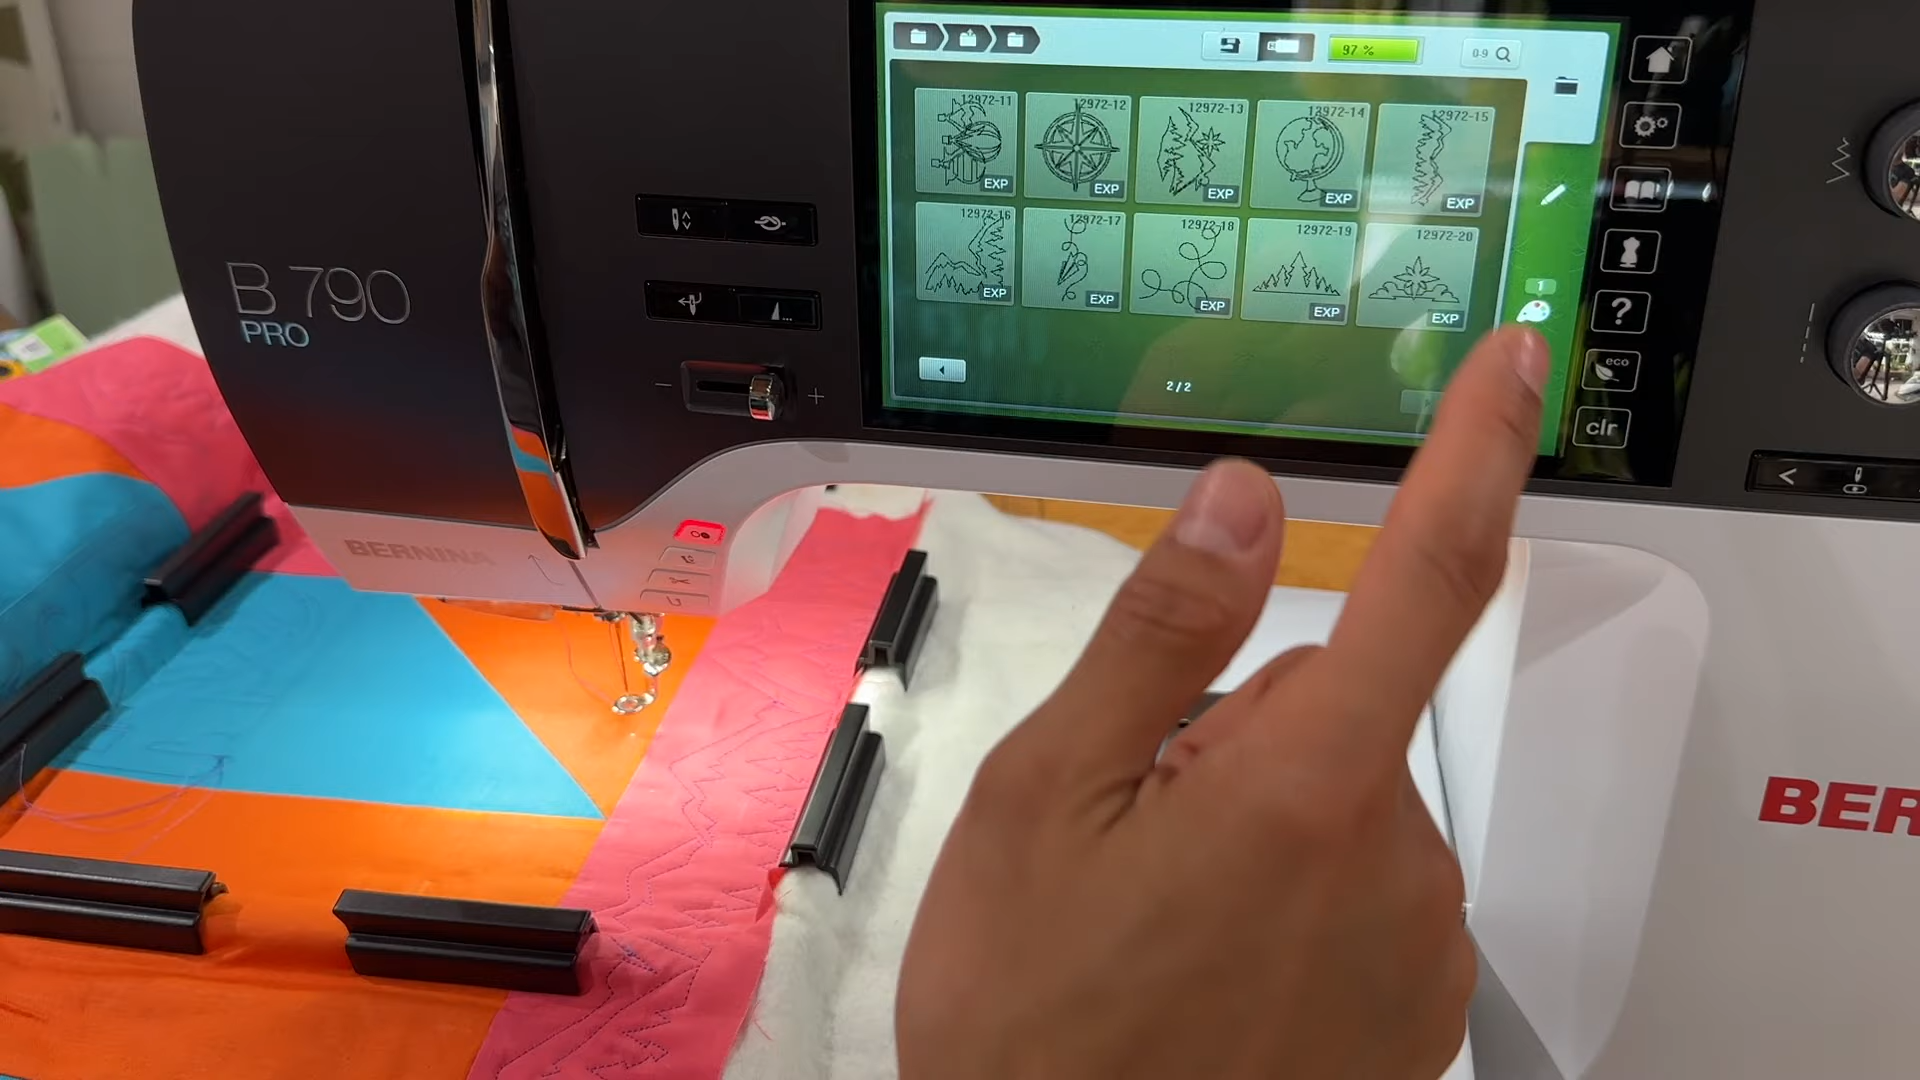 97 %
0-9
12972-11
12972-12
12972-13
12972-14
12972-15
EXP
EXP
EXP
EXP
EXP
12972-16
12972-17
12972-18
12972-19
12972-20
EXP
EXP
EXP
EXP
EXP
1
2/2
?
eco
clr
B 790
PRO
- +
BERNINA
BER